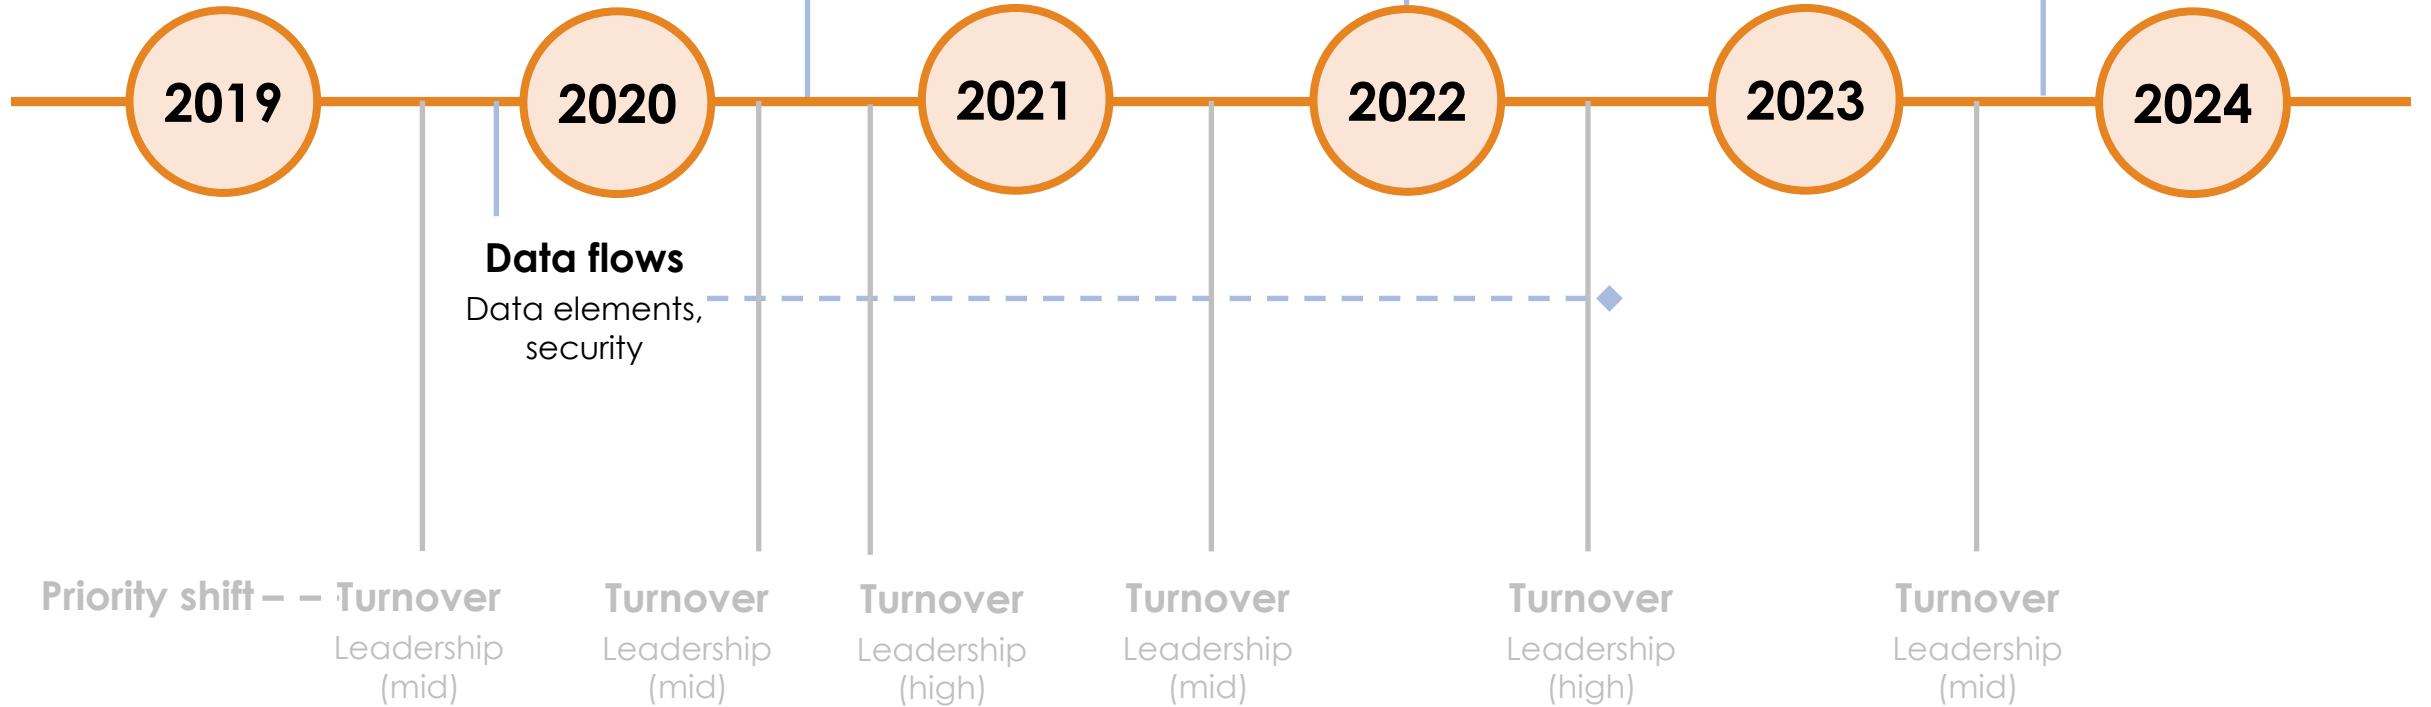 2019
2020
2021
2022
2023
2024
Data flows
Data elements,
security
Priority shift
Turnover
Leadership
(mid)
Turnover
Leadership
(mid)
Turnover
Leadership
(high)
Turnover
Leadership
(mid)
Turnover
Leadership
(high)
Turnover
Leadership
(mid)